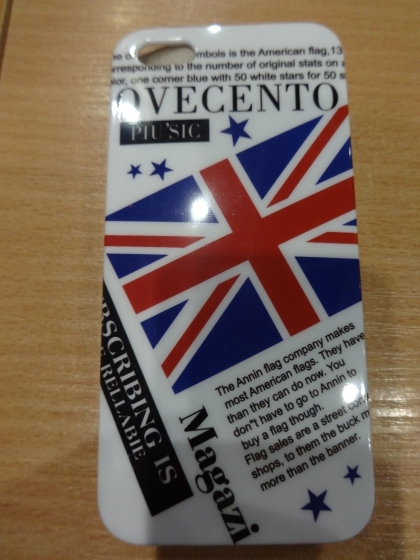 mbols is the American flag,13
rresponding to the number of original stats on a
lor, one corner blue with 50 white stars for 50 s
OVECENTO
PIU'SIC
BSCRIBING IS
RELLABIE
Magazi
The Annin flag company makes
most American flags. They have
than they can do now. You
don"t have to go to Annin to
buy a flag though.
Flag sales are a street
shops, to them the buck m
more than the banner.